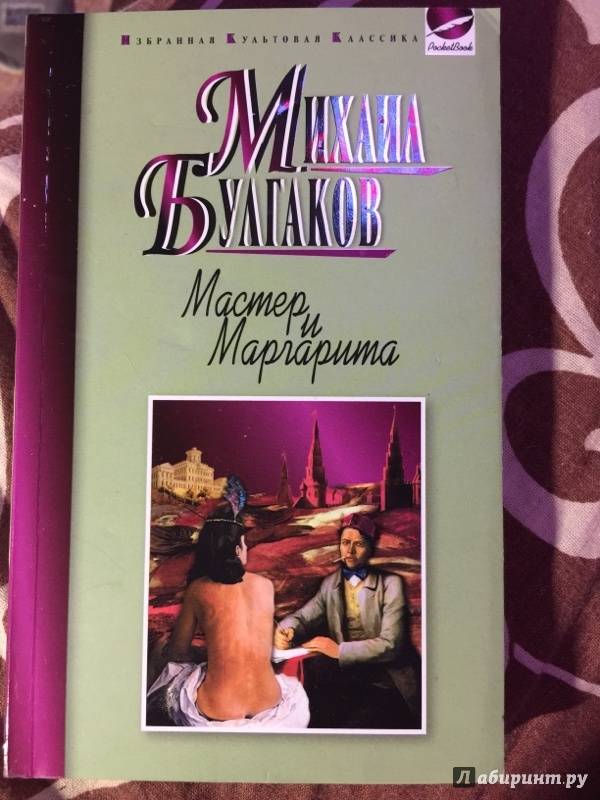 Избранная Культовая Классика
PocketBook
Михаил
Булгаков
Мастер
и
Маргарита
Лабиринт.ру